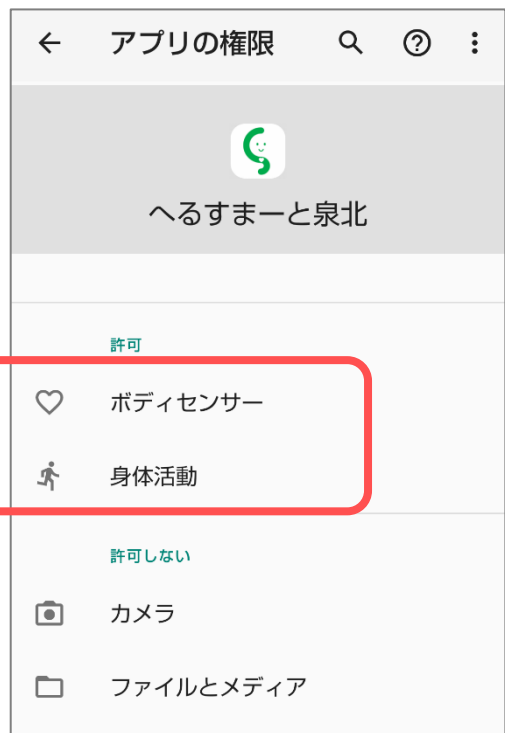 アプリの権限
へるすまーと泉北
許可
ボディセンサー
身体活動
許可しない
カメラ
ファイルとメディア